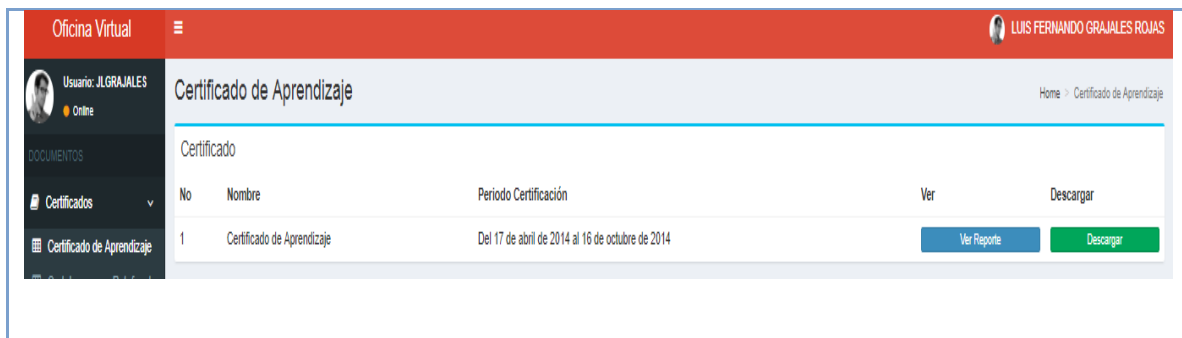 Oficina Virtual
LUIS FERNANDO GRAJALES ROJAS
Usuario: JLGRAJALES
Online
Certificado de Aprendizaje
Home > Certificado de Aprendizaje
DOCUMENTOS
Certificado
Certificados
No Nombre Periodo Certificación Ver Descargar
Certificado de Aprendizaje
1 Certificado de Aprendizaje Del 17 de abril de 2014 al 16 de octubre de 2014 Ver Reporte Descargar